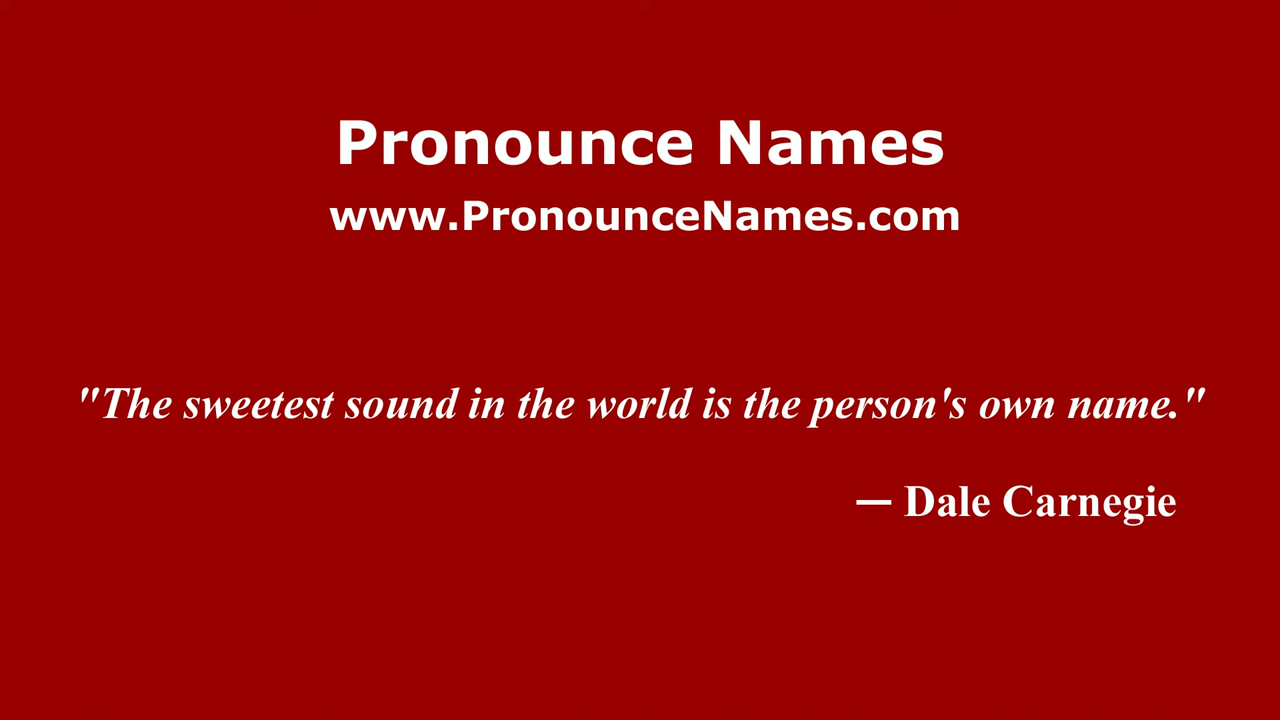 Pronounce Names
www.PronounceNames.com
"The sweetest sound in the world is the person's own name."
— Dale Carnegie